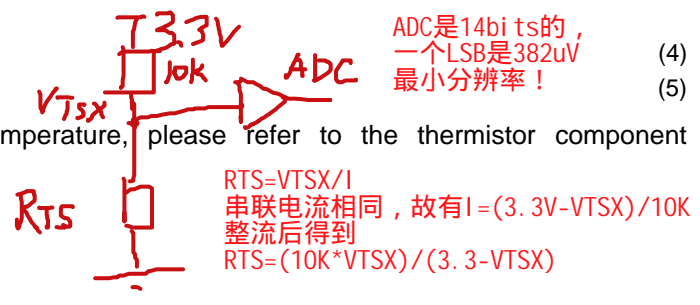 3.3V
10K
ADC
VTSX
ADC是14bits的，
一个LSB是382uV
最小分辨率！
(4)
(5)
mperature, please refer to the thermistor component
RTS
RTS=VTSX/I
串联电流相同，故有I=(3.3V-VTSX)/10K
整流后得到
RTS=(10K*VTSX)/(3.3-VTSX)